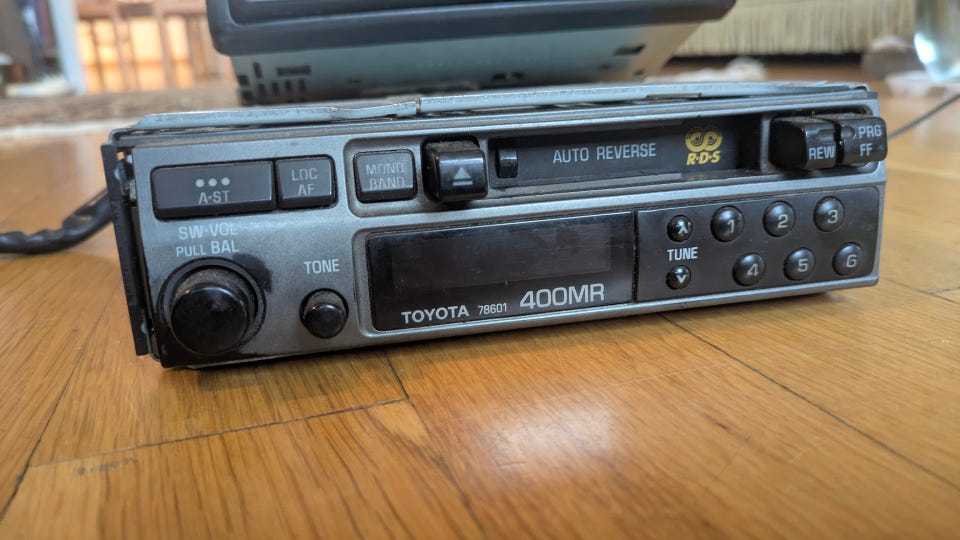 A·ST
LOC
AF
MONO
BAND
AUTO REVERSE
R·D·S
REW
PRG
FF
SW·VOL
PULL BAL
TONE
TOYOTA 78601 400MR
TUNE
1
2
3
4
5
6